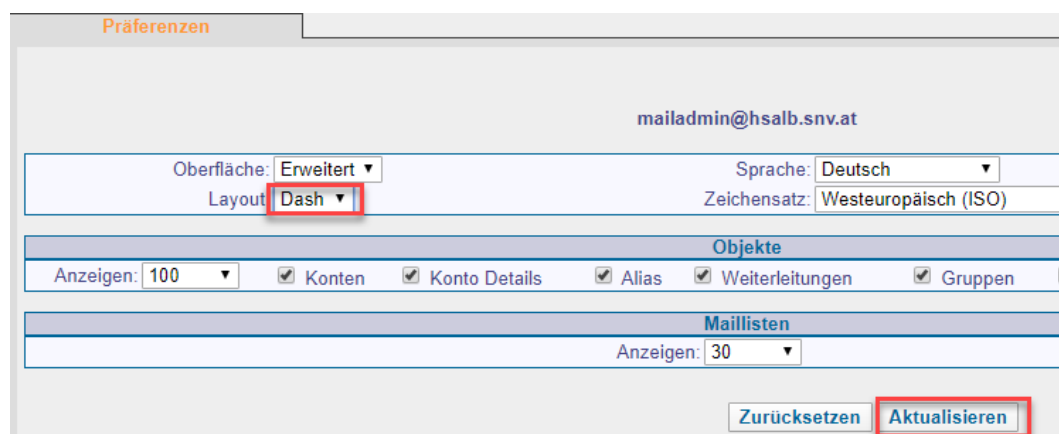 Präferenzen
mailadmin@hsalb.snv.at
Oberfläche: Erweitert Sprache: Deutsch
Layout Dash Zeichensatz: Westeuropäisch (ISO)
Objekte
Anzeigen: 100 Konten Konto Details Alias Weiterleitungen Gruppen
Maillisten
Anzeigen: 30
Zurücksetzen Aktualisieren